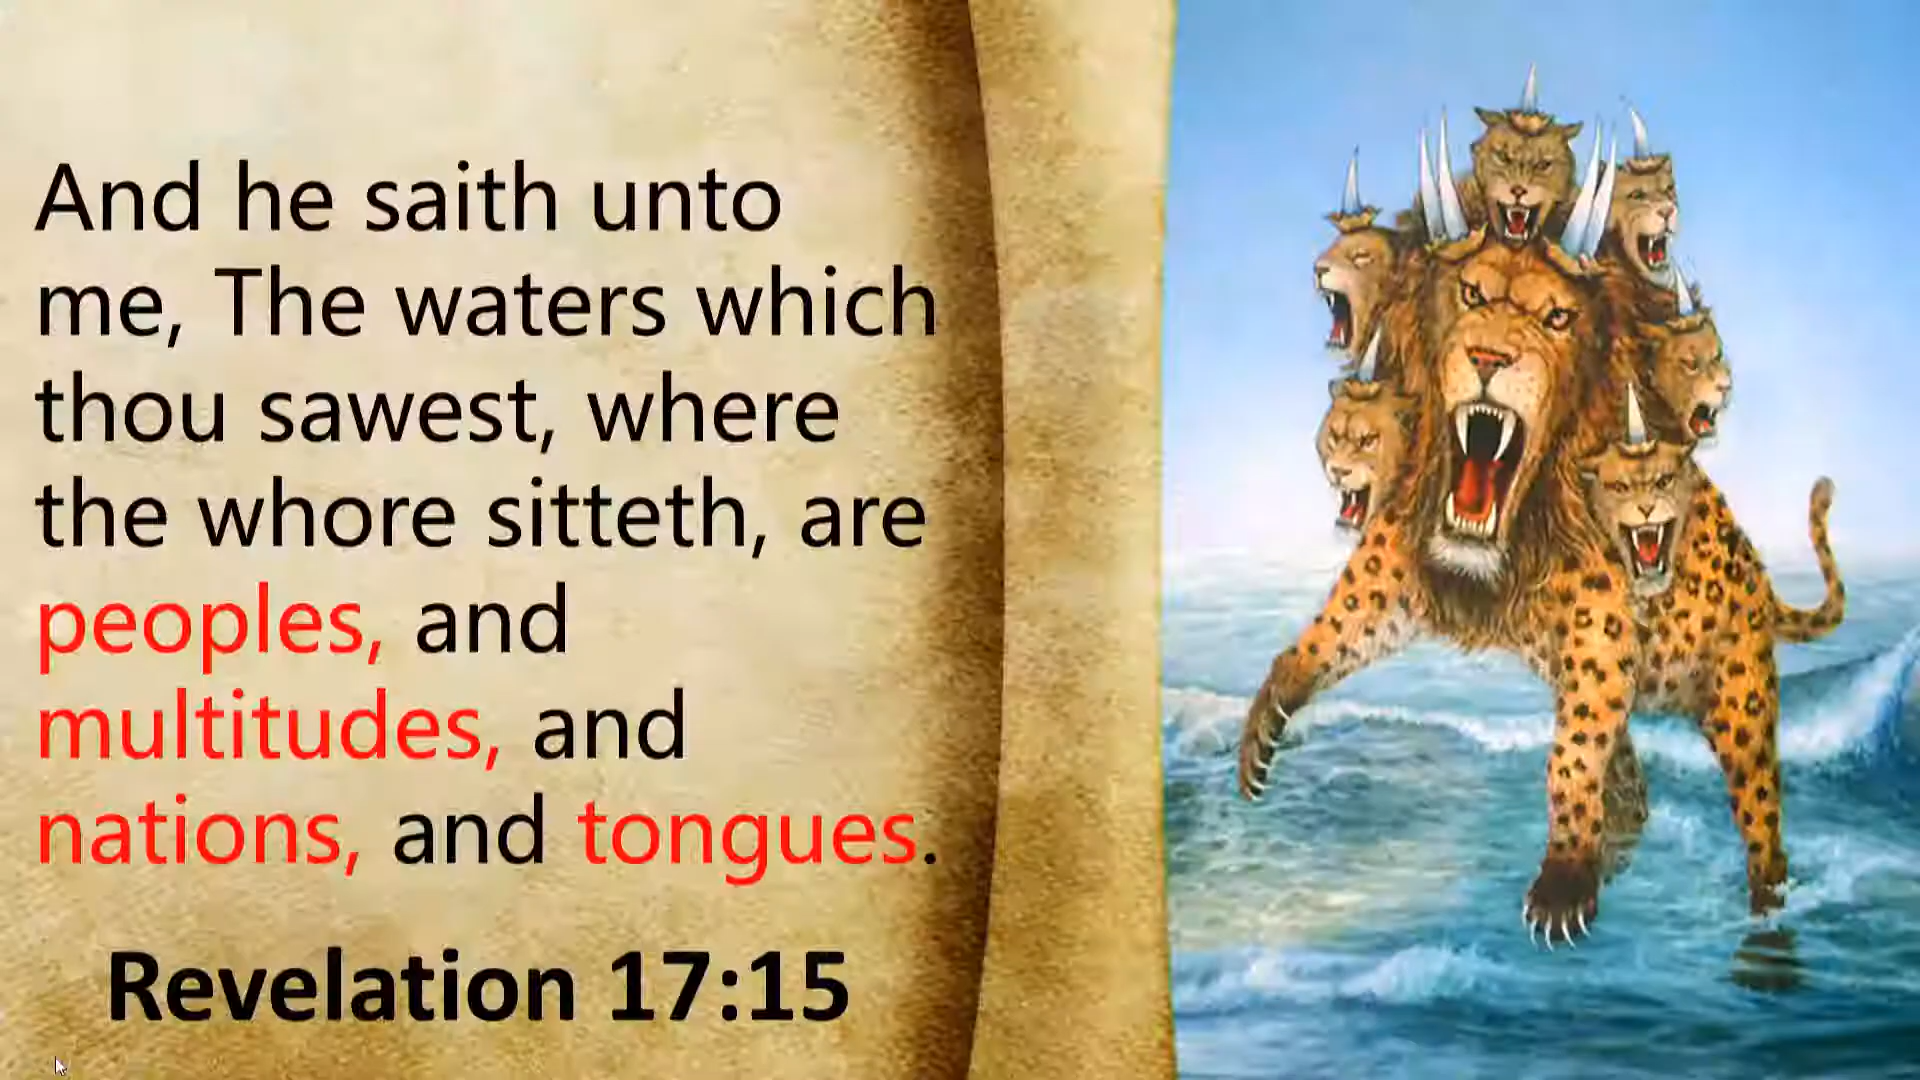 And he saith unto
me, The waters which
thou sawest, where
the whore sitteth, are
peoples, and
multitudes, and
nations, and tongues.
Revelation 17:15